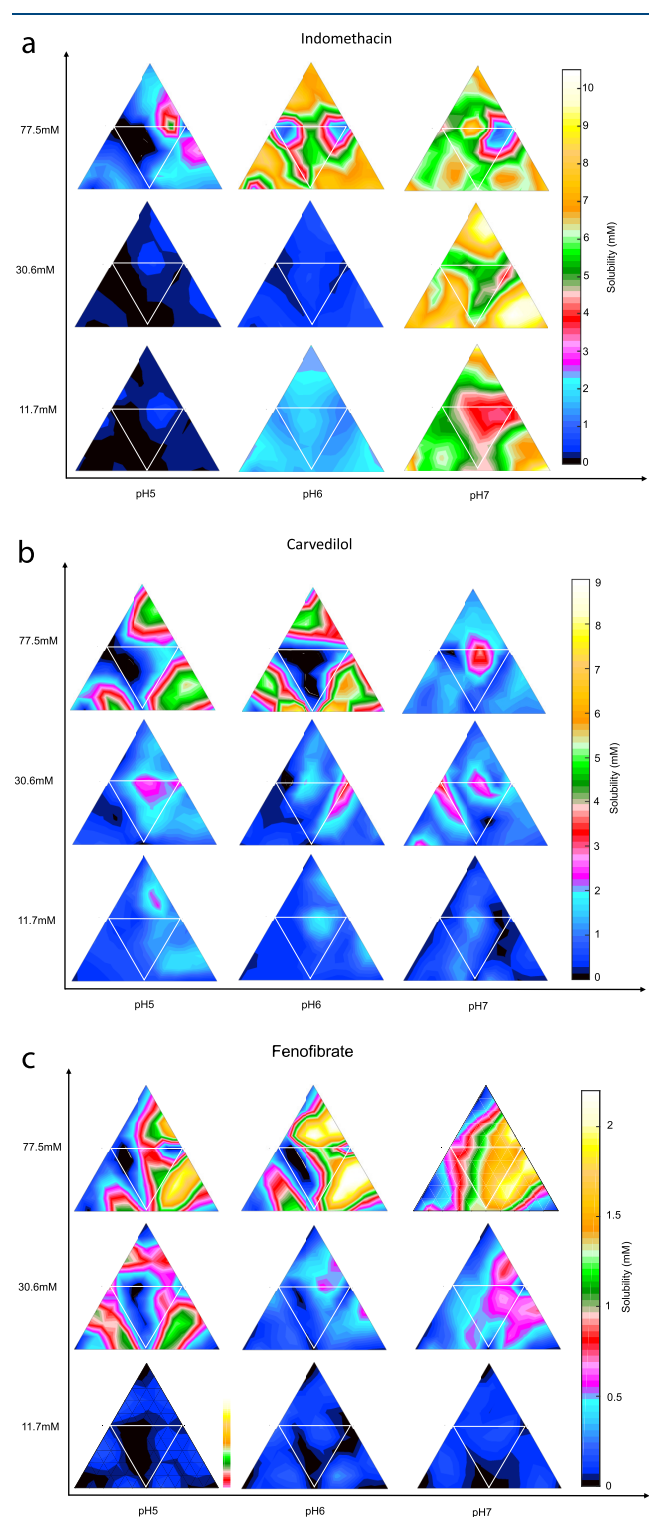 a
Indomethacin
77.5mM
30.6mM
11.7mM
pH5
pH6
pH7
10
9
8
7
6
5
4
3
2
1
0
Solubility (mM)
b
Carvedilol
77.5mM
30.6mM
11.7mM
pH5
pH6
pH7
9
8
7
6
5
4
3
2
1
0
Solubility (mM)
c
Fenofibrate
77.5mM
30.6mM
11.7mM
pH5
pH6
pH7
2
1.5
1
0.5
0
Solubility (mM)